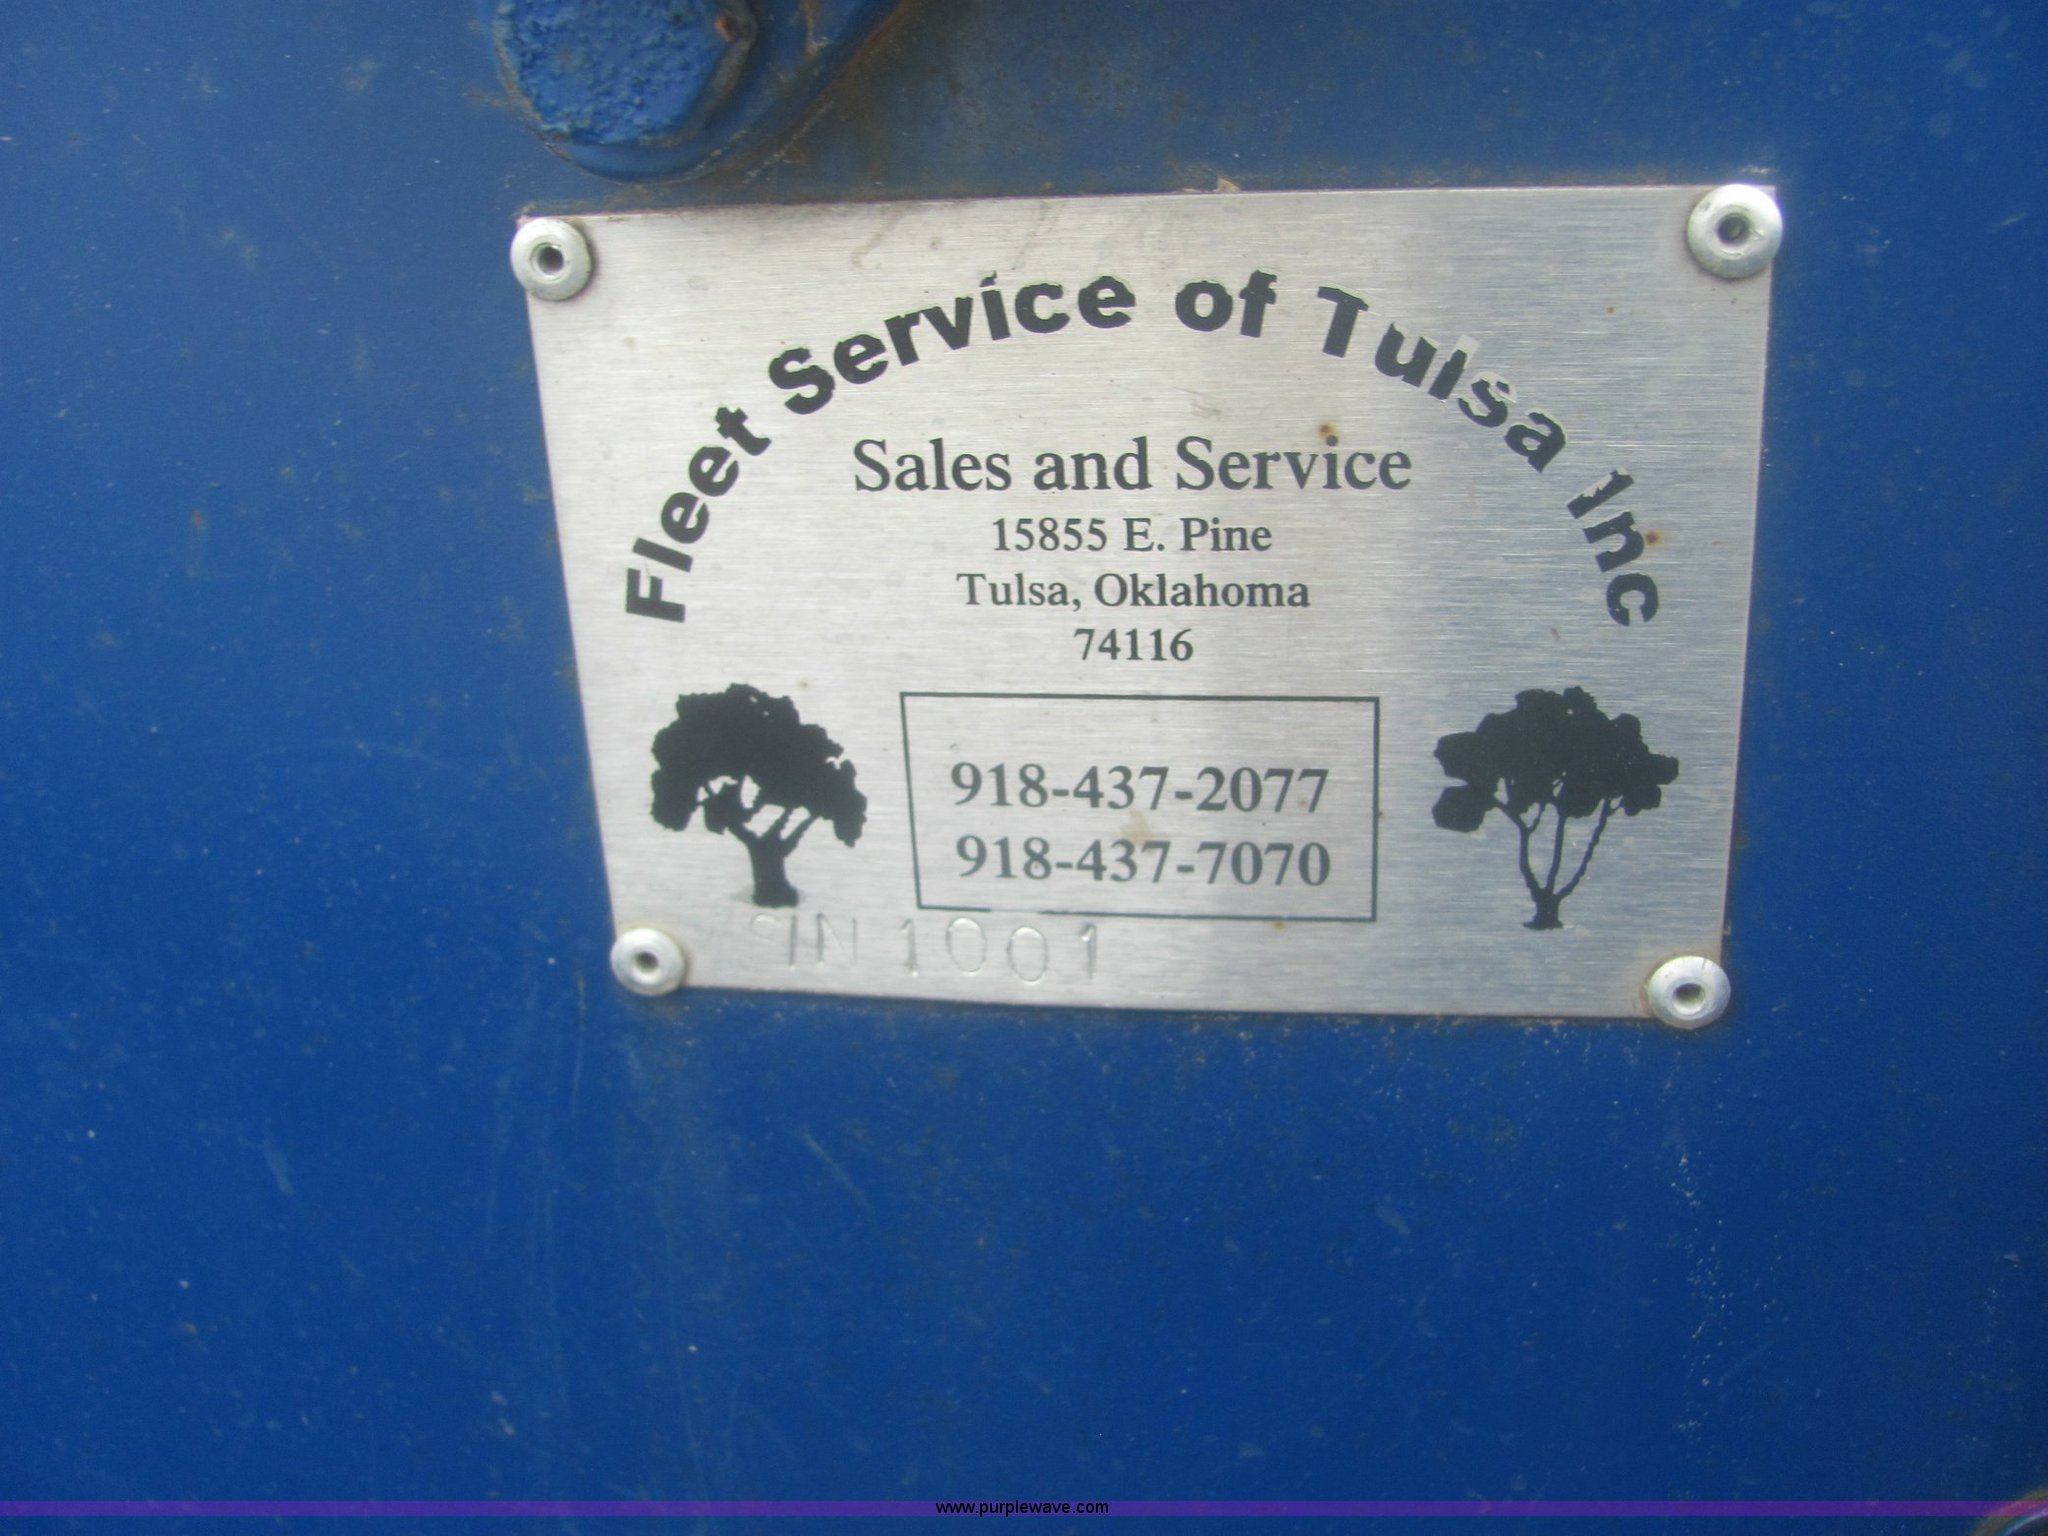 Fleet Service of Tulsa Inc
Sales and Service
15855 E. Pine
Tulsa, Oklahoma
74116
918-437-2077
918-437-7070
1001
www.purplewave.com